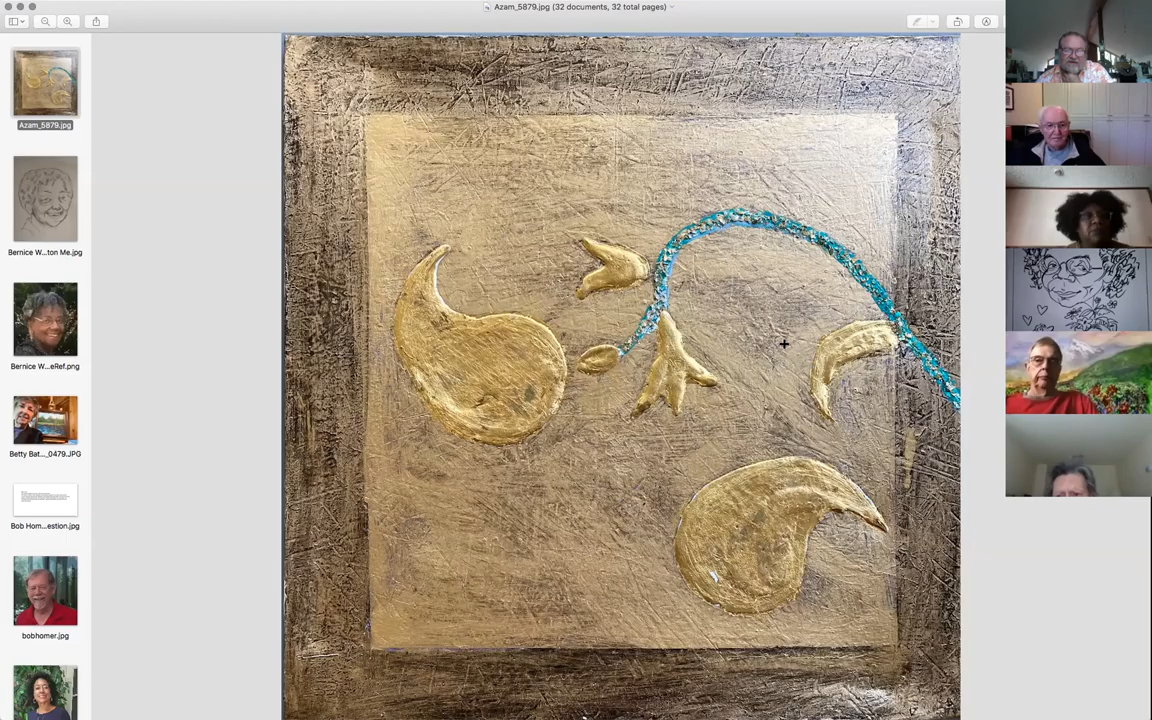 Azam_5879.jpg (32 documents, 32 total pages)
Azam_5879.jpg
Bernice W...ton Me.jpg
Bernice W...eRef.png
Betty Bat..._0479.JPG
Bob Hom...estion.jpg
bobhomer.jpg